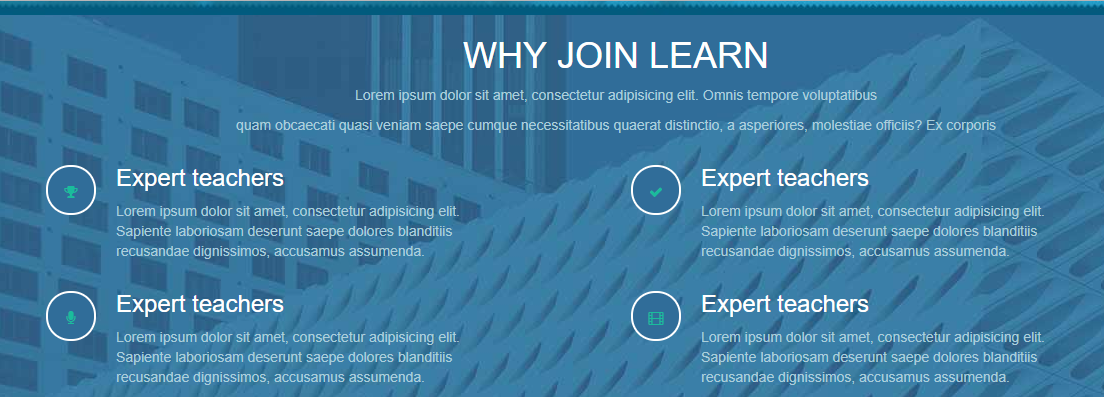 WHY JOIN LEARN
Lorem ipsum dolor sit amet, consectetur adipisicing elit. Omnis tempore voluptatibus
quam obcaecati quasi veniam saepe cumque necessitatibus quaerat distinctio, a asperiores, molestiae officiis? Ex corporis
Expert teachers
Lorem ipsum dolor sit amet, consectetur adipisicing elit.
Sapiente laboriosam deserunt saepe dolores blanditiis
recusandae dignissimos, accusamus assumenda.
Expert teachers
Lorem ipsum dolor sit amet, consectetur adipisicing elit.
Sapiente laboriosam deserunt saepe dolores blanditiis
recusandae dignissimos, accusamus assumenda.
Expert teachers
Lorem ipsum dolor sit amet, consectetur adipisicing elit.
Sapiente laboriosam deserunt saepe dolores blanditiis
recusandae dignissimos, accusamus assumenda.
Expert teachers
Lorem ipsum dolor sit amet, consectetur adipisicing elit.
Sapiente laboriosam deserunt saepe dolores blanditiis
recusandae dignissimos, accusamus assumenda.